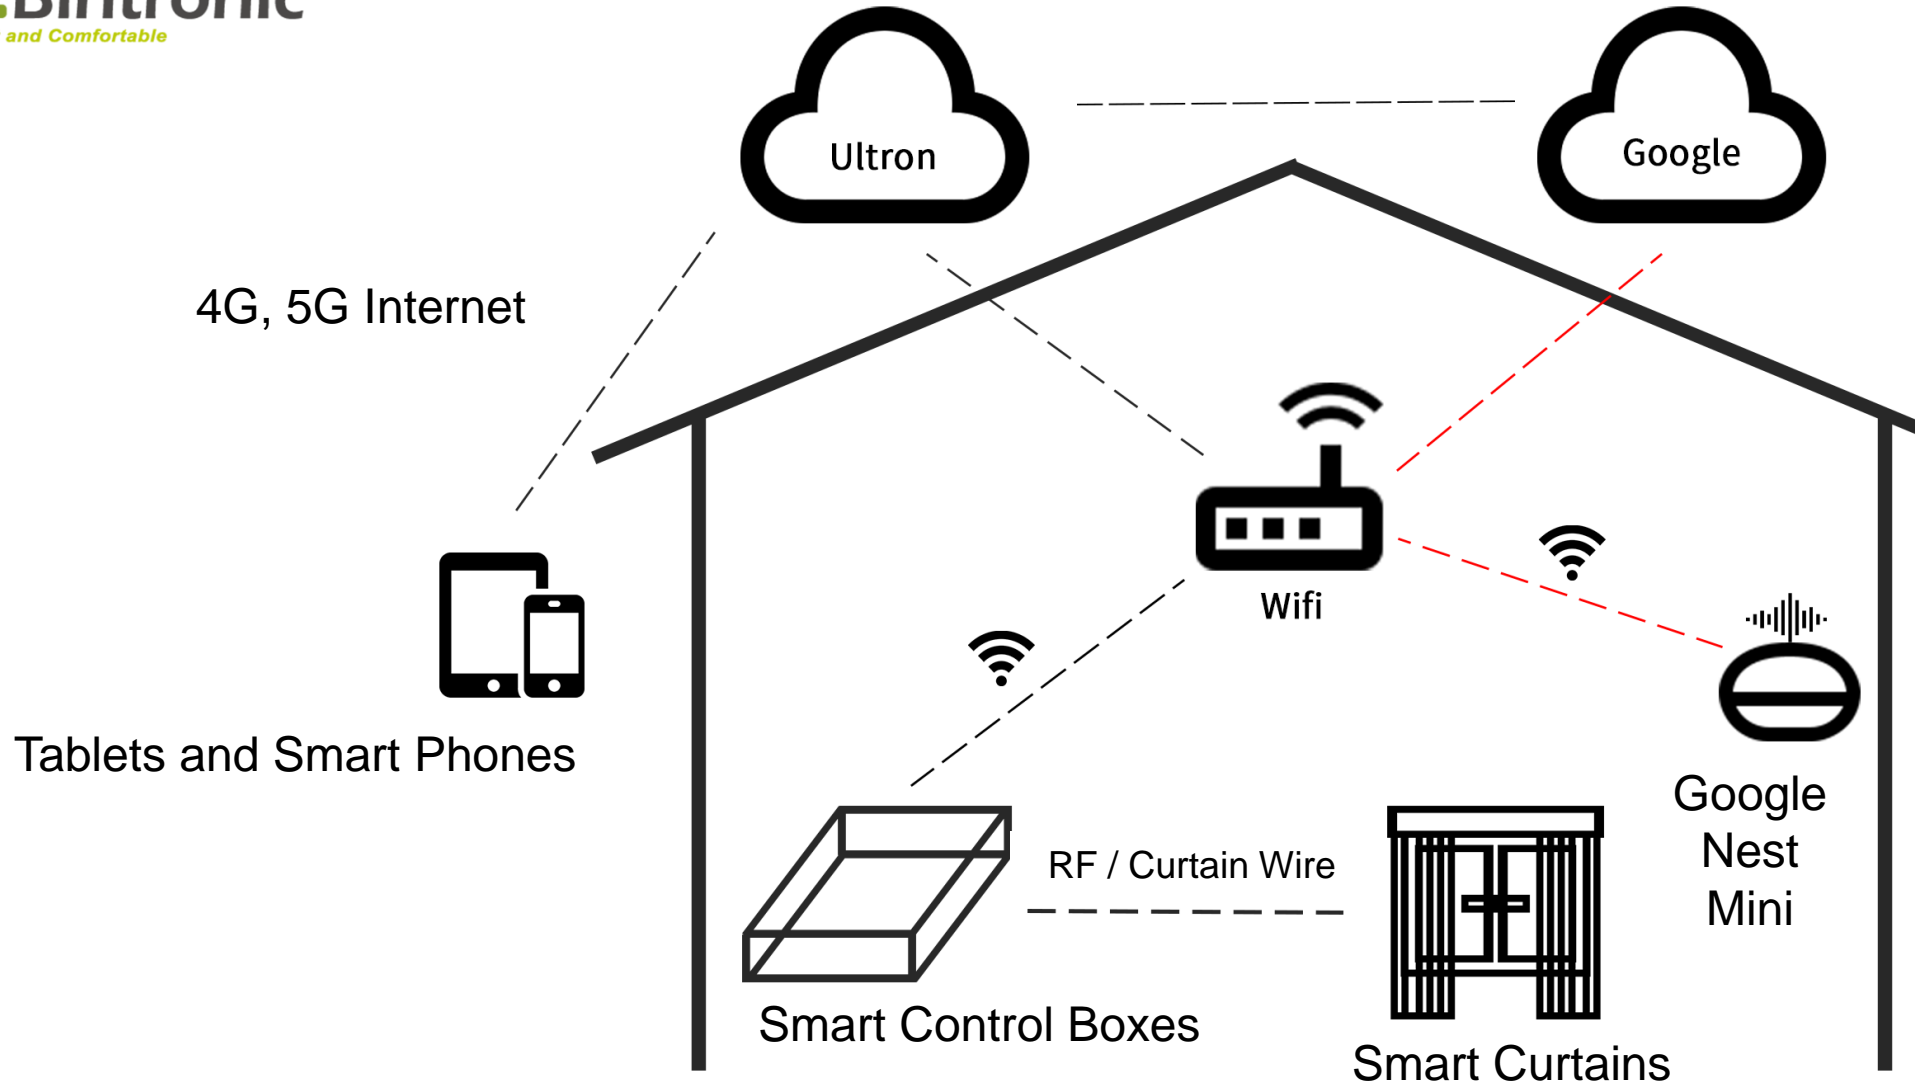 and Comfortable
Ultron
Google
4G, 5G Internet
Wifi
Tablets and Smart Phones
Google
Nest
Mini
RF / Curtain Wire
Smart Control Boxes
Smart Curtains